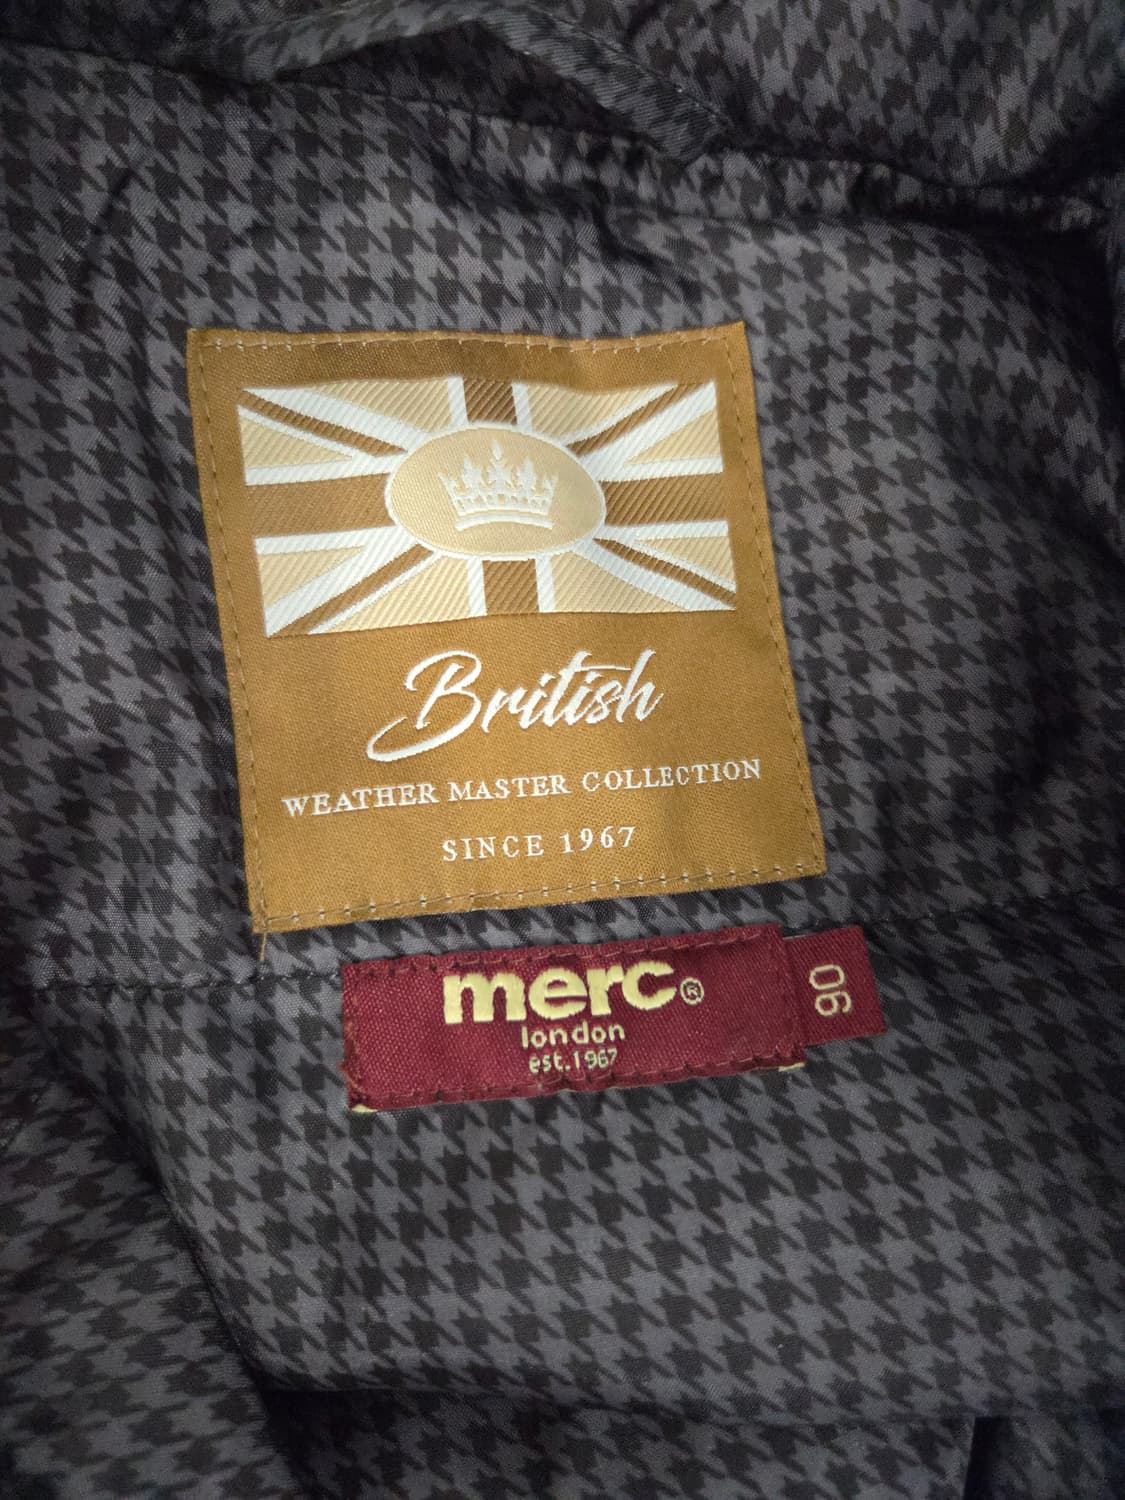 British
WEATHER MASTER COLLECTION
SINCE 1967
merc®
london
est.1967
90